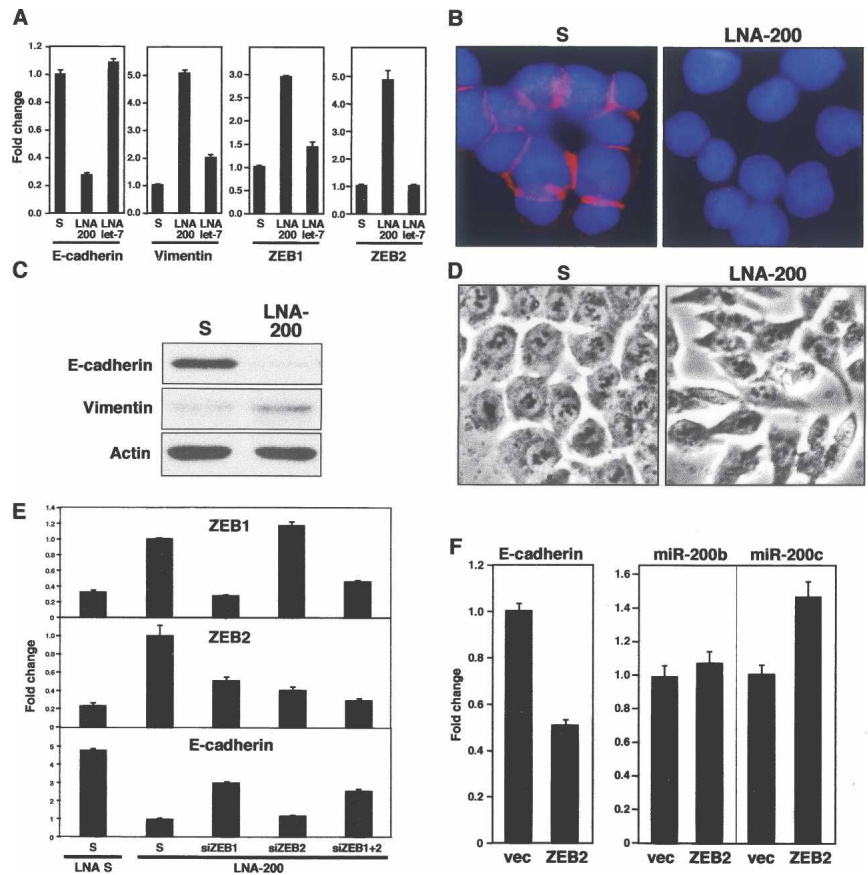 A
Fold change
1.2
1.0
0.8
0.6
0.4
0.2
0.0
S
LNA 200
LNA let-7
E-cadherin
5.0
4.0
3.0
2.0
1.0
0.0
S
LNA 200
LNA let-7
Vimentin
3.0
2.5
2.0
1.5
1.0
0.5
0.0
S
LNA 200
LNA let-7
ZEB1
5.0
4.0
3.0
2.0
1.0
0.0
S
LNA 200
LNA let-7
ZEB2
B
S
LNA-200
C
S
LNA-
200
E-cadherin
Vimentin
Actin
D
S
LNA-200
E
Fold change
ZEB1
1.4
1.2
1.0
0.8
0.6
0.4
0.2
0
ZEB2
1.2
1.0
0.8
0.6
0.4
0.2
0
E-cadherin
5
4
3
2
1
0
S
S
siZEB1
siZEB2
siZEB1+2
LNA S
LNA-200
F
Fold change
E-cadherin
1.2
1.0
0.8
0.6
0.4
0.2
0
vec
ZEB2
miR-200b
miR-200c
1.6
1.4
1.2
1.0
0.8
0.6
0.4
0.2
0
vec
ZEB2
vec
ZEB2